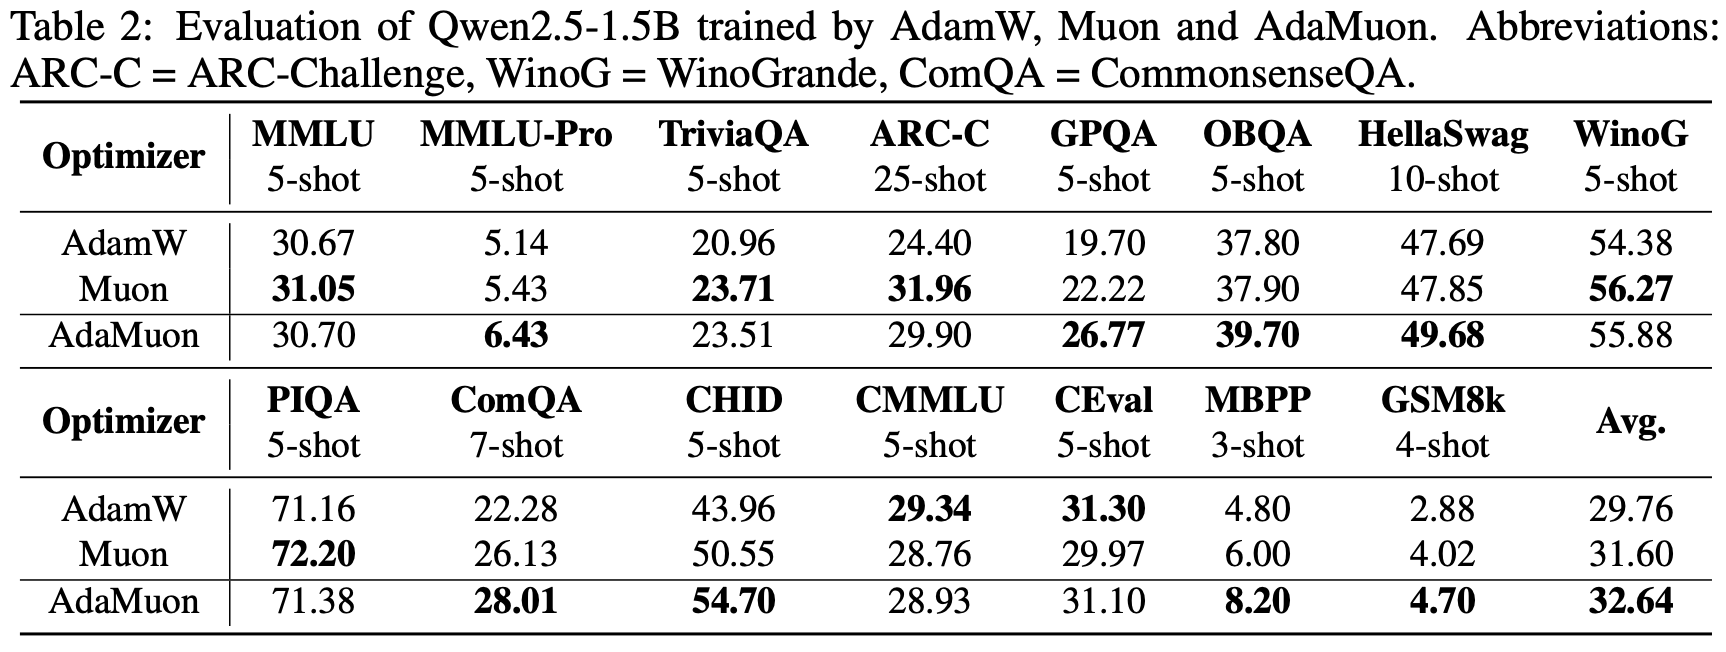 Table 2: Evaluation of Qwen2.5-1.5B trained by AdamW, Muon and AdaMuon. Abbreviations:
ARC-C = ARC-Challenge, WinoG = WinoGrande, ComQA = CommonsenseQA.
Optimizer MMLU MMLU-Pro TriviaQA ARC-C GPQA OBQA HellaSwag WinoG
5-shot 5-shot 5-shot 25-shot 5-shot 5-shot 10-shot 5-shot
AdamW 30.67 5.14 20.96 24.40 19.70 37.80 47.69 54.38
Muon 31.05 5.43 23.71 31.96 22.22 37.90 47.85 56.27
AdaMuon 30.70 6.43 23.51 29.90 26.77 39.70 49.68 55.88
Optimizer PIQA ComQA CHID CMMLU CEval MBPP GSM8k Avg.
5-shot 7-shot 5-shot 5-shot 5-shot 3-shot 4-shot
AdamW 71.16 22.28 43.96 29.34 31.30 4.80 2.88 29.76
Muon 72.20 26.13 50.55 28.76 29.97 6.00 4.02 31.60
AdaMuon 71.38 28.01 54.70 28.93 31.10 8.20 4.70 32.64